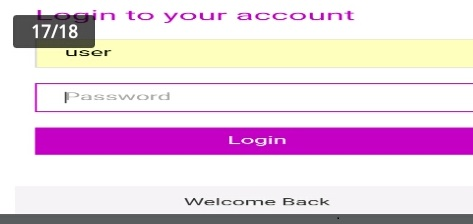 Login to your account
17/18
user
Password
Login
Welcome Back